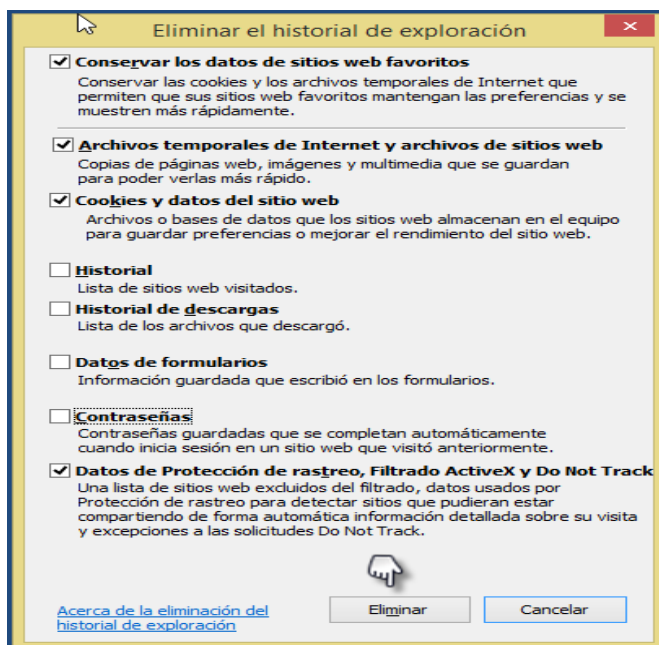 Eliminar el historial de exploración
Conservar los datos de sitios web favoritos
Conservar las cookies y los archivos temporales de Internet que
permiten que sus sitios web favoritos mantengan las preferencias y se
muestren más rápidamente.
Archivos temporales de Internet y archivos de sitios web
Copias de páginas web, imágenes y multimedia que se guardan
para poder verlas más rápido.
Cookies y datos del sitio web
Archivos o bases de datos que los sitios web almacenan en el equipo
para guardar preferencias o mejorar el rendimiento del sitio web.
Historial
Lista de sitios web visitados.
Historial de descargas
Lista de los archivos que descargó.
Datos de formularios
Información guardada que escribió en los formularios.
Contraseñas
Contraseñas guardadas que se completan automáticamente
cuando inicia sesión en un sitio web que visitó anteriormente.
Datos de Protección de rastreo, Filtrado ActiveX y Do Not Track
Una lista de sitios web excluidos del filtrado, datos usados por
Protección de rastreo para detectar sitios que pudieran estar
compartiendo de forma automática información detallada sobre su visita
y excepciones a las solicitudes Do Not Track.
Acerca de la eliminación del
historial de exploración
Eliminar
Cancelar